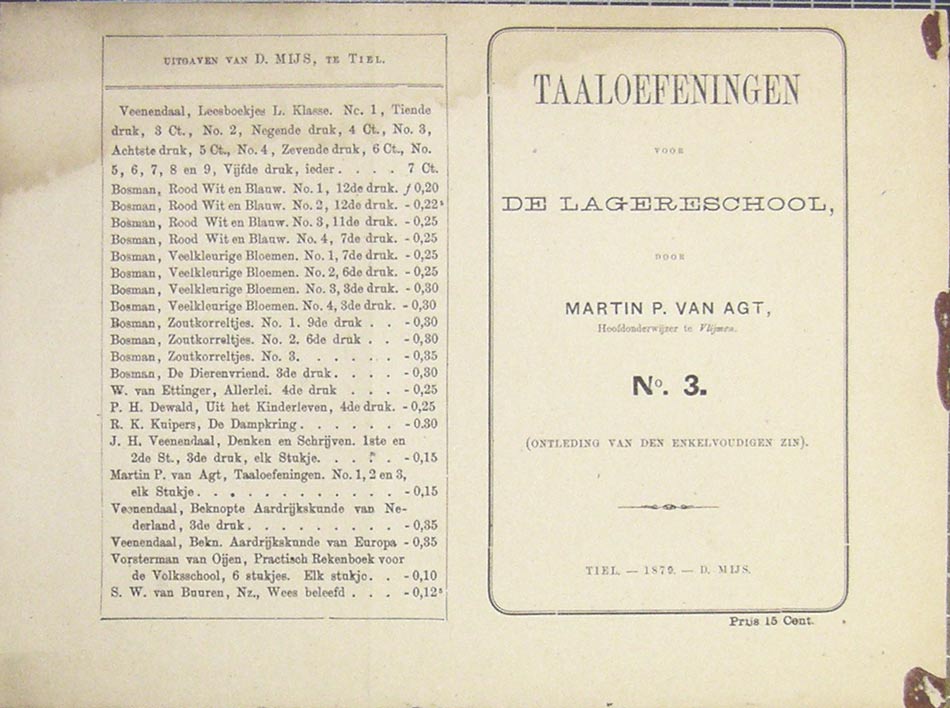 UITGAVEN VAN D. MIJS, TE TIEL.
Veenendaal, Leesboekjes L. Klasse. No. 1, Tiende
druk, 3 Ct., No. 2, Negende druk, 4 Ct., No. 3,
Achtste druk, 5 Ct., No. 4, Zevende druk, 6 Ct., No.
5, 6, 7, 8 en 9, Vijfde druk, ieder . . . . 7 Ct.
Bosman, Rood Wit en Blauw. No. 1, 12de druk. ƒ 0,20
Bosman, Rood Wit en Blauw. No. 2, 12de druk. - 0,22⁵
Bosman, Rood Wit en Blauw. No. 3, 11de druk. - 0,25
Bosman, Rood Wit en Blauw. No. 4, 7de druk. - 0,25
Bosman, Veelkleurige Bloemen. No. 1, 7de druk. - 0,25
Bosman, Veelkleurige Bloemen. No. 2, 6de druk. - 0,25
Bosman, Veelkleurige Bloemen. No. 3, 3de druk. - 0,30
Bosman, Veelkleurige Bloemen. No. 4, 3de druk. - 0,30
Bosman, Zoutkorreltjes. No. 1. 9de druk . . - 0,30
Bosman, Zoutkorreltjes. No. 2. 6de druk . . - 0,30
Bosman, Zoutkorreltjes. No. 3. . . . . . . - 0,35
Bosman, De Dierenvriend. 3de druk . . . . - 0,30
W. van Ettinger, Allerlei. 4de druk . . . - 0,25
P. H. Dewald, Uit het Kinderleven, 4de druk. - 0,25
R. K. Kuipers, De Dampkring . . . . . . - 0.30
J. H. Veenendaal, Denken en Schrijven. 1ste en
2de St., 3de druk, elk Stukje. . . . . - 0,15
Martin P. van Agt, Taaloefeningen. No. 1, 2 en 3,
elk Stukje . . . . . . . . . . . - 0,15
Veenendaal, Beknopte Aardrijkskunde van Ne-
derland, 3de druk . . . . . . . . . - 0,35
Veenendaal, Bekn. Aardrijkskunde van Europa - 0,35
Vorsterman van Oijen, Practisch Rekenboek voor
de Volksschool, 6 stukjes. Elk stukje . . - 0,10
S. W. van Buuren, Nz., Wees beleefd . . . - 0,12⁵
TAALOEFENINGEN
VOOR
DE LAGERESCHOOL,
DOOR
MARTIN P. VAN AGT,
Hoofdonderwijzer te Vlijmen.
No. 3.
(ONTLEDING VAN DEN ENKELVOUDIGEN ZIN).
TIEL. — 1879. — D. MIJS.
Prijs 15 Cent.